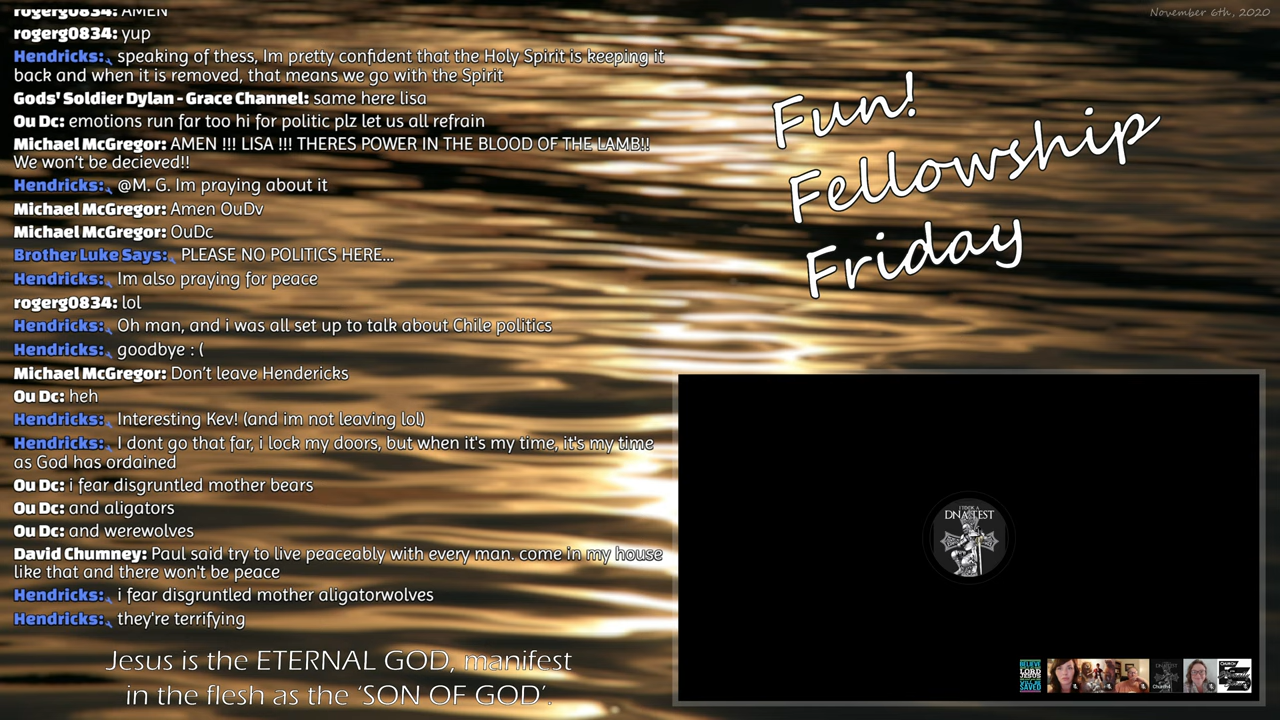 rogerg0834: AMEN
rogerg0834: yup
Hendricks: speaking of thess, Im pretty confident that the Holy Spirit is keeping it
back and when it is removed, that means we go with the Spirit
Gods' Soldier Dylan - Grace Channel: same here lisa
Ou Dc: emotions run far too hi for politic plz let us all refrain
Michael McGregor: AMEN !!! LISA !!! THERES POWER IN THE BLOOD OF THE LAMB!!
We won't be decieved!!
Hendricks: @M. G. Im praying about it
Michael McGregor: Amen OuDv
Michael McGregor: OuDc
Brother Luke Says: PLEASE NO POLITICS HERE...
Hendricks: Im also praying for peace
rogerg0834: lol
Hendricks: Oh man, and i was all set up to talk about Chile politics
Hendricks: goodbye : (
Michael McGregor: Don't leave Hendericks
Ou Dc: heh
Hendricks: Interesting Kev! (and im not leaving lol)
Hendricks: I dont go that far, i lock my doors, but when it's my time, it's my time
as God has ordained
Ou Dc: i fear disgruntled mother bears
Ou Dc: and aligators
Ou Dc: and werewolves
David Chumney: Paul said try to live peaceably with every man. come in my house
like that and there won't be peace
Hendricks: i fear disgruntled mother aligatorwolves
Hendricks: they're terrifying
Jesus is the ETERNAL GOD, manifest
in the flesh as the 'SON OF GOD'.
November 6th, 2020
Fun!
Fellowship
Friday
I TOOK A
DNA TEST
BELIEVE
LORD
JESUS
SAVED